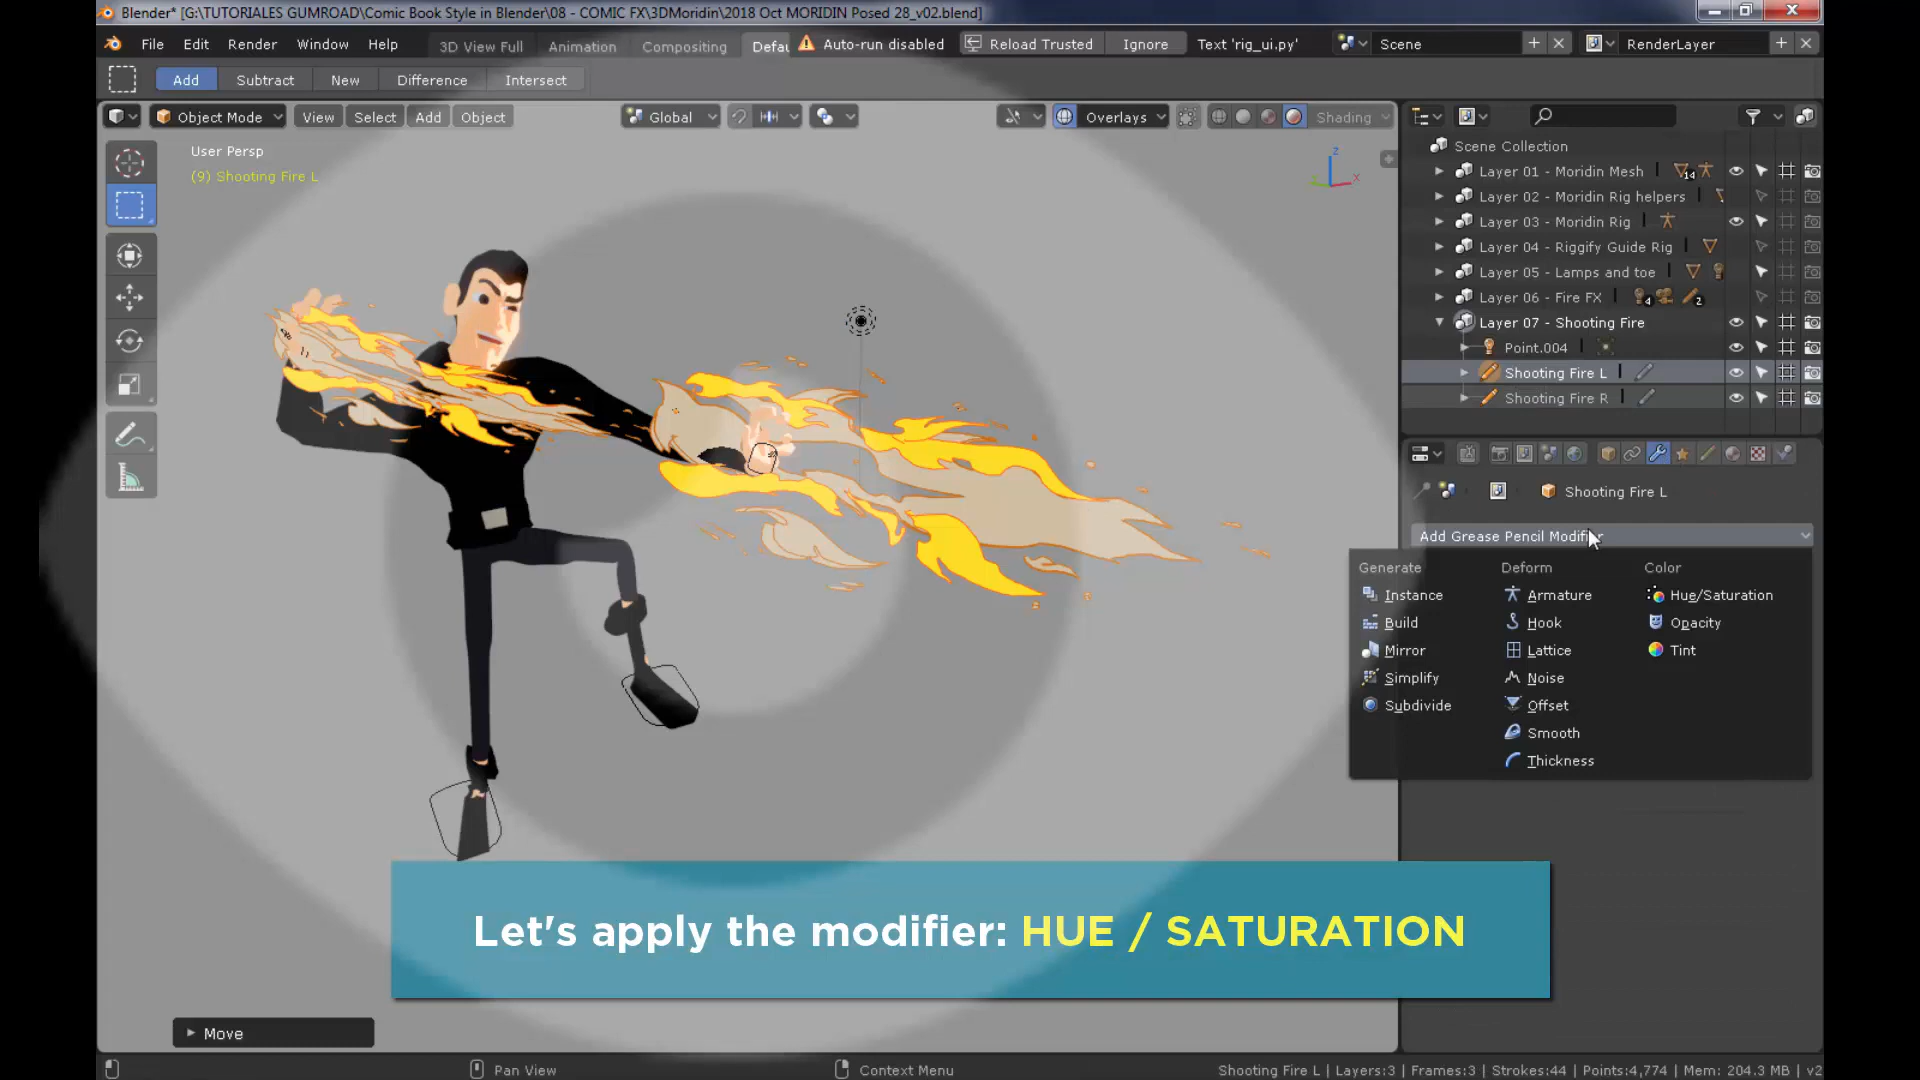 Blender* [G:\TUTORIALES GUMROAD\Comic Book Style in Blender\08 - COMIC FX\3DMoridin\2018 Oct MORIDIN Posed 28_v02.blend]
File Edit Render Window Help 3D View Full Animation Compositing Defau Auto-run disabled Reload Trusted Ignore Text 'rig_ui.py' Scene RenderLayer
Add Subtract New Difference Intersect
Object Mode View Select Add Object Global Overlays Shading
User Persp
(9) Shooting Fire L
Z
X
Scene Collection
Layer 01 - Moridin Mesh 14
Layer 02 - Moridin Rig helpers
Layer 03 - Moridin Rig
Layer 04 - Riggify Guide Rig
Layer 05 - Lamps and toe
Layer 06 - Fire FX 4 2
Layer 07 - Shooting Fire
Point.004
Shooting Fire L
Shooting Fire R
Shooting Fire L
Add Grease Pencil Modifier
Generate Deform Color
Instance Armature Hue/Saturation
Build Hook Opacity
Mirror Lattice Tint
Simplify Noise
Subdivide Offset
Smooth
Thickness
Let's apply the modifier: HUE / SATURATION
Move
Pan View Context Menu Shooting Fire L | Layers:3 | Frames:3 | Strokes:44 | Points:4,774 | Mem: 204.3 MB | v2